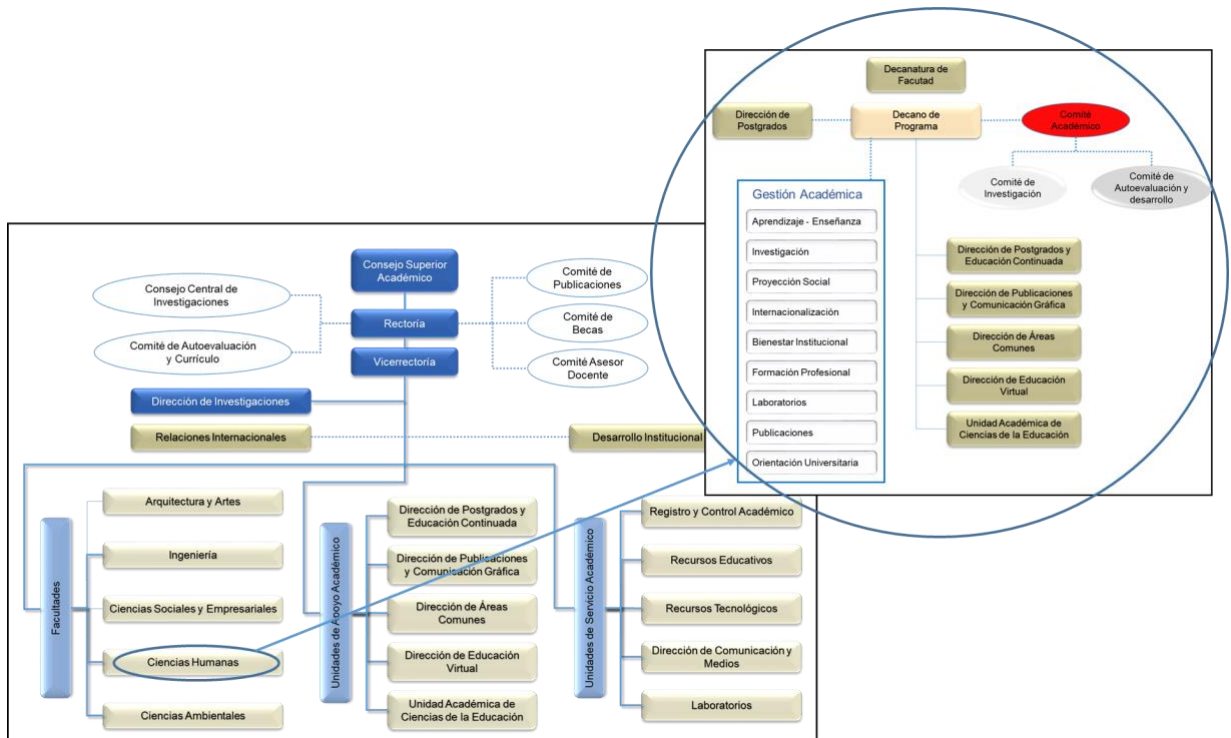 Decanatura de
Facutad
Dirección de
Postgrados
Decano de
Programa
Comité
Académico
Comité de
Investigación
Comité de
Autoevaluación y
desarrollo
Gestión Académica
Aprendizaje - Enseñanza
Investigación
Proyección Social
Internacionalización
Bienestar Institucional
Formación Profesional
Laboratorios
Publicaciones
Orientación Universitaria
Dirección de Postgrados y
Educación Continuada
Dirección de Publicaciones
y Comunicación Gráfica
Dirección de Áreas
Comunes
Dirección de Educación
Virtual
Unidad Académica de
Ciencias de la Educación
Consejo Superior
Académico
Consejo Central de
Investigaciones
Comité de
Publicaciones
Rectoría
Comité de
Becas
Comité de Autoevaluación
y Currículo
Vicerrectoría
Comité Asesor
Docente
Dirección de Investigaciones
Relaciones Internacionales
Desarrollo Institucional
Facultades
Arquitectura y Artes
Ingeniería
Ciencias Sociales y Empresariales
Ciencias Humanas
Ciencias Ambientales
Unidades de Apoyo Académico
Dirección de Postgrados y
Educación Continuada
Dirección de Publicaciones
y Comunicación Gráfica
Dirección de Áreas
Comunes
Dirección de Educación
Virtual
Unidad Académica de
Ciencias de la Educación
Unidades de Servicio Académico
Registro y Control Académico
Recursos Educativos
Recursos Tecnológicos
Dirección de Comunicación y
Medios
Laboratorios